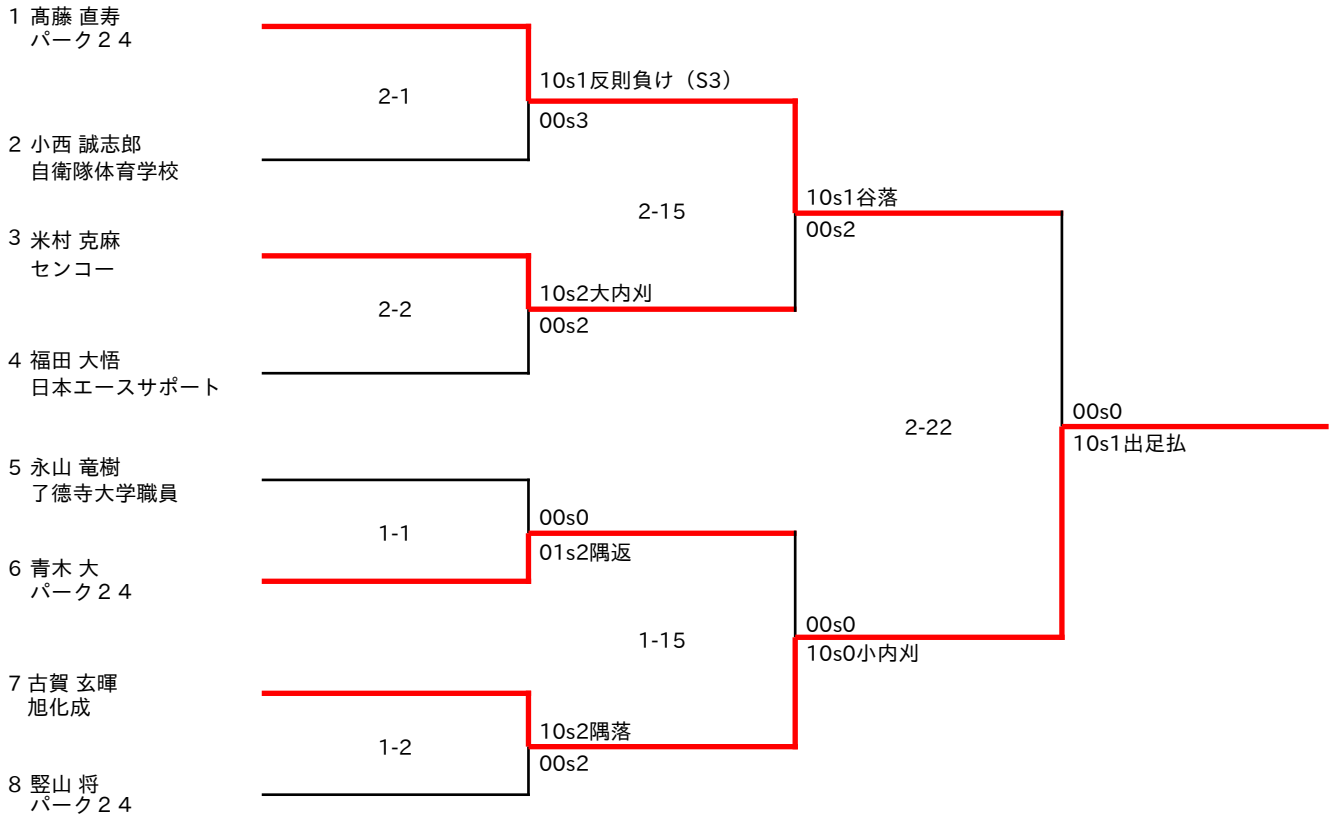 1 髙藤 直寿
パーク２４
2-1
10s1反則負け（S3）
00s3
2 小西 誠志郎
自衛隊体育学校
2-15
10s1谷落
00s2
3 米村 克麻
センコー
2-2
10s2大内刈
00s2
4 福田 大悟
日本エースサポート
2-22
00s0
10s1出足払
5 永山 竜樹
了德寺大学職員
1-1
00s0
01s2隅返
6 青木 大
パーク２４
1-15
00s0
10s0小内刈
7 古賀 玄暉
旭化成
1-2
10s2隅落
00s2
8 竪山 将
パーク２４